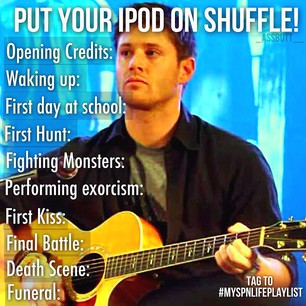 PUT YOUR IPOD ON SHUFFLE!
Opening Credits:
Waking up:
First day at school:
First Hunt:
Fighting Monsters:
Performing exorcism:
First Kiss:
Final Battle:
Death Scene:
Funeral:
TAG TO
#MYSPNLIFEPLAYLIST